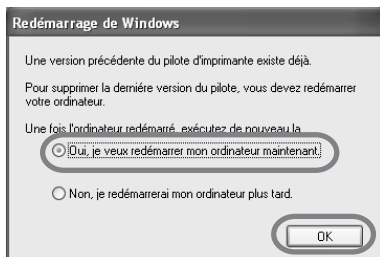 Redémarrage de Windows
Une version précédente du pilote d'imprimante existe déjà.
Pour supprimer la dernière version du pilote, vous devez redémarrer
votre ordinateur.
Une fois l'ordinateur redémarré, exécutez de nouveau la
Oui, je veux redémarrer mon ordinateur maintenant.
Non, je redémarrerai mon ordinateur plus tard.
OK